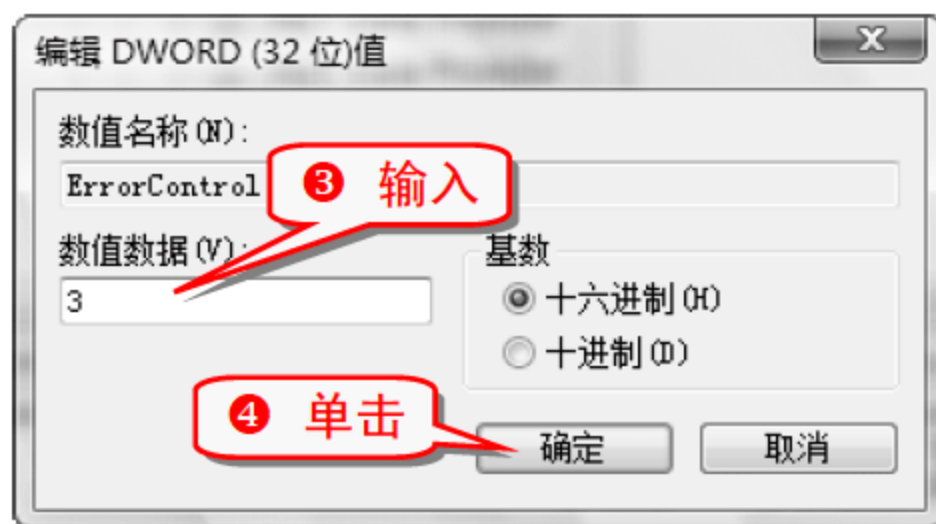 编辑 DWORD (32 位)值
数值名称(N):
ErrorControl
❸ 输入
数值数据(V):
3
基数
十六进制(H)
十进制(D)
❹ 单击
确定
取消